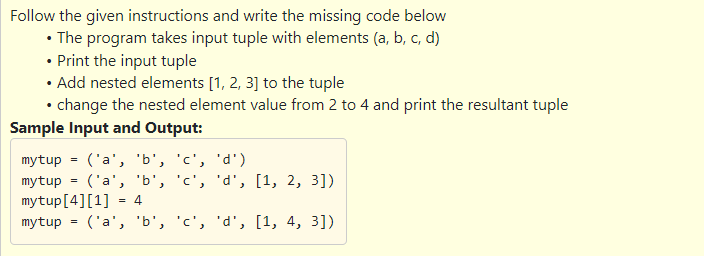 Follow the given instructions and write the missing code below
• The program takes input tuple with elements (a, b, c, d)
• Print the input tuple
• Add nested elements [1, 2, 3] to the tuple
• change the nested element value from 2 to 4 and print the resultant tuple
Sample Input and Output:
mytup = ('a', 'b', 'c', 'd')
mytup = ('a', 'b', 'c', 'd', [1, 2, 3])
mytup[4][1] = 4
mytup = ('a', 'b', 'c', 'd', [1, 4, 3])